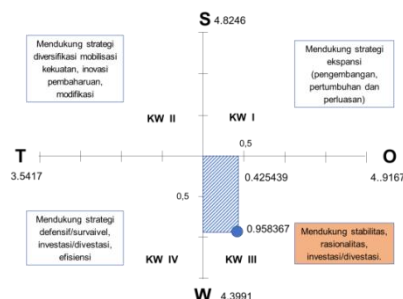 S 4.8246
Mendukung strategi
diversifikasi mobilisasi
kekuatan, inovasi
pembaharuan,
modifikasi
Mendukung strategi
ekspansi
(pengembangan,
pertumbuhan dan
perluasan)
KW II
KW I
0,5
T
O
3.5417
0.425439
4..9167
0,5
Mendukung strategi
defensif/survaivel,
investasi/divestasi,
efisiensi
0.958367
Mendukung stabilitas,
rasionalitas,
investasi/divestasi.
KW IV
KW III
W 4.3991